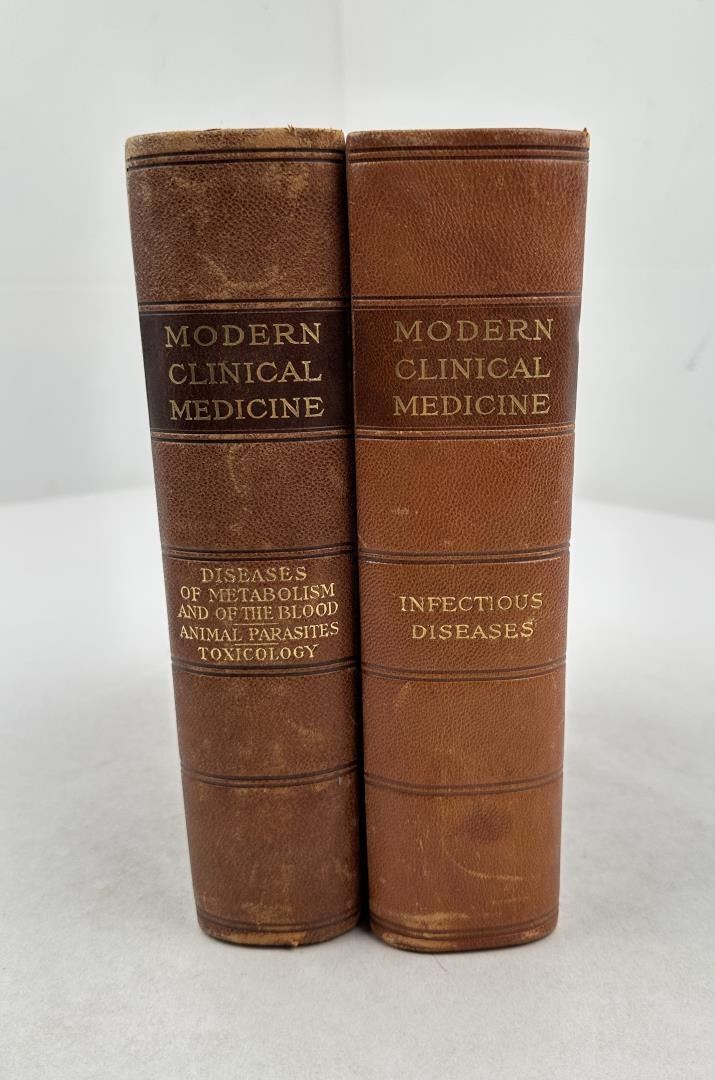 MODERN
CLINICAL
MEDICINE
DISEASES
OF METABOLISM
AND OF THE BLOOD
ANIMAL PARASITES
TOXICOLOGY
MODERN
CLINICAL
MEDICINE
INFECTIOUS
DISEASES